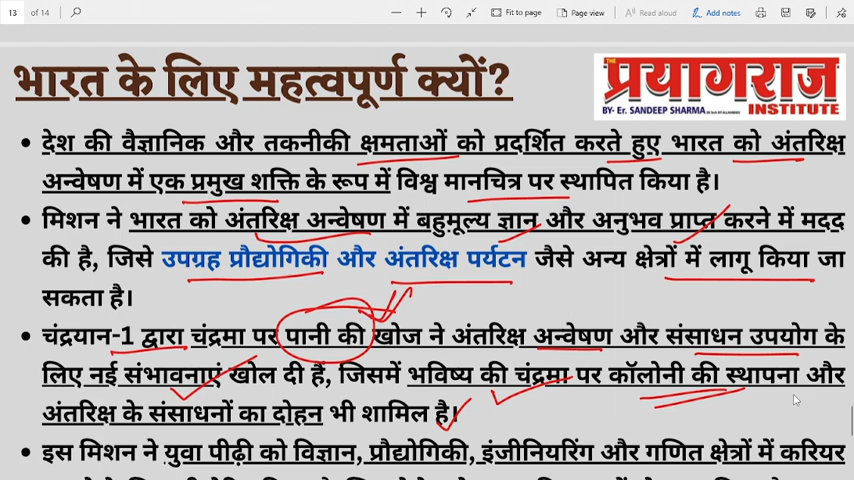 13 of 14 Fit to page Page view Read aloud Add notes
भारत के लिए महत्वपूर्ण क्यों?
THE
प्रयागराज
BY- Er. SANDEEP SHARMA
INSTITUTE
• देश की वैज्ञानिक और तकनीकी क्षमताओं को प्रदर्शित करते हुए भारत को अंतरिक्ष
अन्वेषण में एक प्रमुख शक्ति के रूप में विश्व मानचित्र पर स्थापित किया है।
• मिशन ने भारत को अंतरिक्ष अन्वेषण में बहुमूल्य ज्ञान और अनुभव प्राप्त करने में मदद
की है, जिसे उपग्रह प्रौद्योगिकी और अंतरिक्ष पर्यटन जैसे अन्य क्षेत्रों में लागू किया जा
सकता है।
• चंद्रयान-1 द्वारा चंद्रमा पर पानी की खोज ने अंतरिक्ष अन्वेषण और संसाधन उपयोग के
लिए नई संभावनाएं खोल दी हैं, जिसमें भविष्य की चंद्रमा पर कॉलोनी की स्थापना और
अंतरिक्ष के संसाधनों का दोहन भी शामिल है।
• इस मिशन ने युवा पीढ़ी को विज्ञान, प्रौद्योगिकी, इंजीनियरिंग और गणित क्षेत्रों में करियर